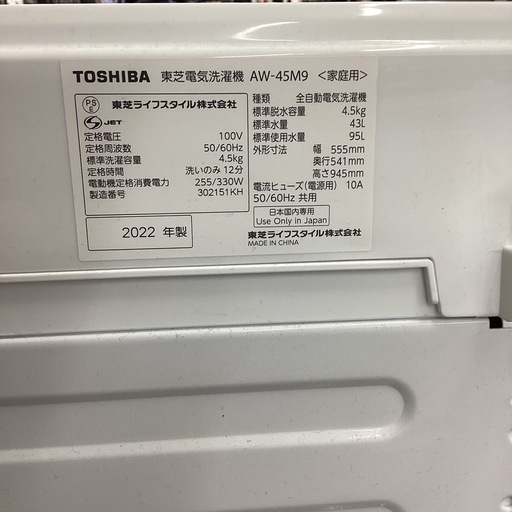 TOSHIBA 東芝電気洗濯機 AW-45M9 <家庭用>
PS
E
東芝ライフスタイル株式会社
S JET
定格電圧 100V
定格周波数 50/60Hz
標準洗濯容量 4.5kg
定格時間 洗いのみ 12分
電動機定格消費電力 255/330W
製造番号 302151KH
2022 年製
種類 全自動電気洗濯機
標準脱水容量 4.5kg
標準水量 43L
標準使用水量 95L
外形寸法 幅 555mm
奥行541mm
高さ945mm
電流ヒューズ(電源用) 10A
50/60Hz 共用
日本国内専用
Use Only in Japan
東芝ライフスタイル株式会社
MADE IN CHINA